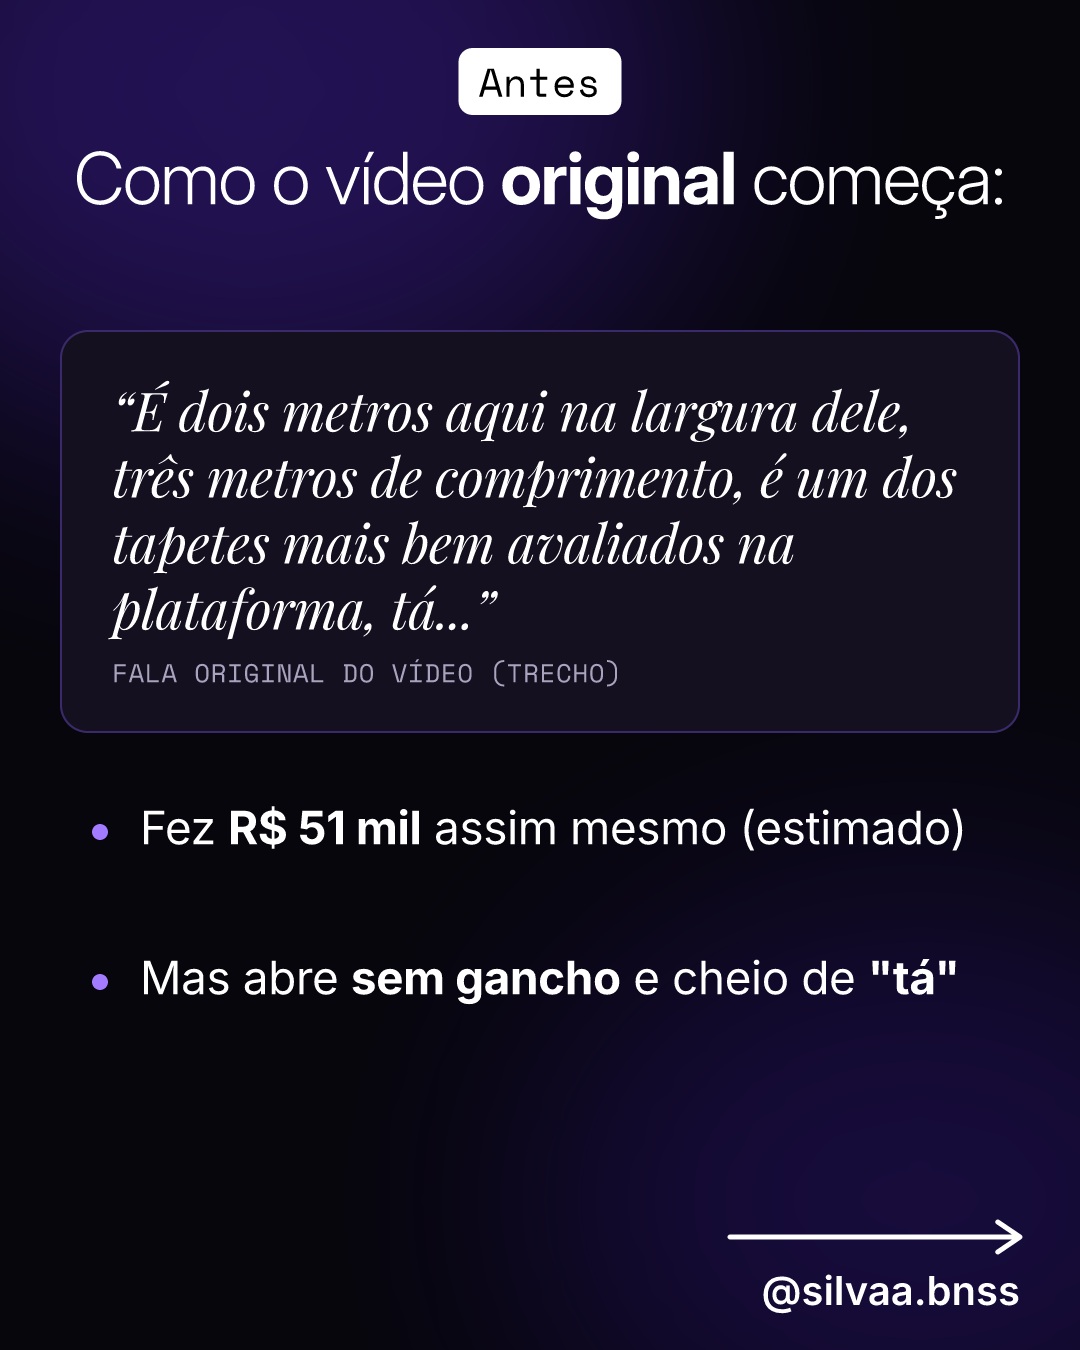 Antes
Como o vídeo original começa:
“É dois metros aqui na largura dele,
três metros de comprimento, é um dos
tapetes mais bem avaliados na
plataforma, tá...”
FALA ORIGINAL DO VÍDEO (TRECHO)
Fez R$ 51 mil assim mesmo (estimado)
Mas abre sem gancho e cheio de "tá"
@silvaa.bnss